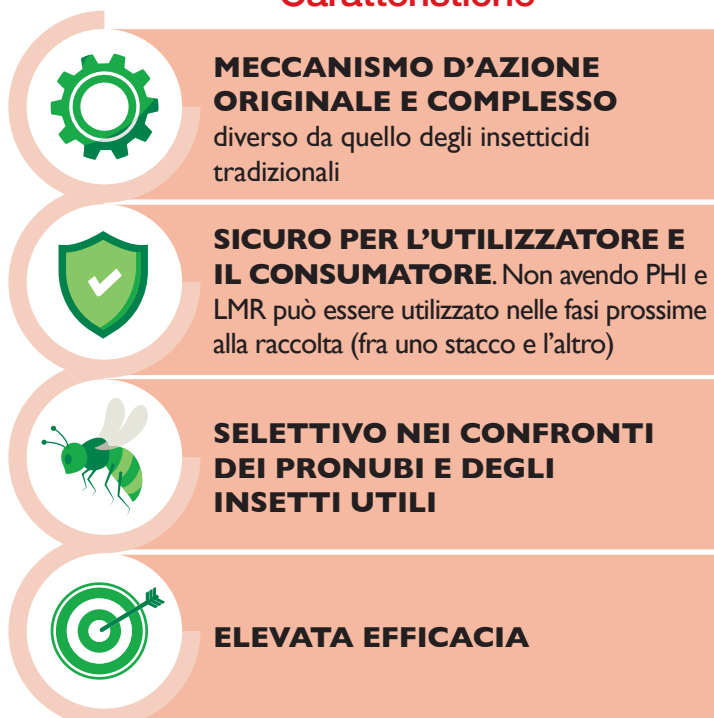 Caratteristiche
MECCANISMO D'AZIONE
ORIGINALE E COMPLESSO
diverso da quello degli insetticidi
tradizionali
SICURO PER L'UTILIZZATORE E
IL CONSUMATORE. Non avendo PHI e
LMR può essere utilizzato nelle fasi prossime
alla raccolta (fra uno stacco e l'altro)
SELETTIVO NEI CONFRONTI
DEI PRONUBI E DEGLI
INSETTI UTILI
ELEVATA EFFICACIA